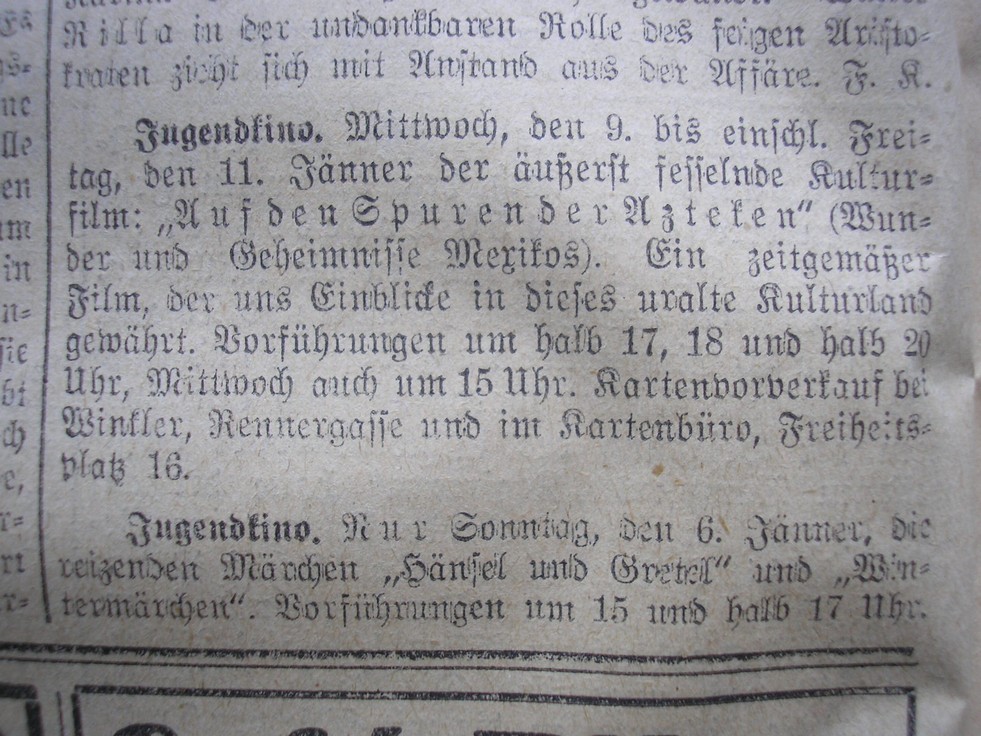 Rilla in der undankbaren Rolle des feigen Aristo-
kraten zieht sich mit Anstand aus der Affäre. F. K.
Jugendkino. Mittwoch, den 9. bis einschl. Frei-
tag, den 11. Jänner der äußerst fesselnde Kultur-
film: „Auf den Spuren der Azteken“ (Wun-
der und Geheimnisse Mexikos). Ein zeitgemäßer
Film, der uns Einblicke in dieses uralte Kulturland
gewährt. Vorführungen um halb 17, 18 und halb 20
Uhr, Mittwoch auch um 15 Uhr. Kartenvorverkauf bei
Winkler, Rennergasse und im Kartenbüro, Freiheits-
platz 16.
Jugendkino. Nur Sonntag, den 6. Jänner, die
reizenden Märchen „Hänsel und Gretel“ und „Win-
termärchen“. Vorführungen um 15 und halb 17 Uhr.